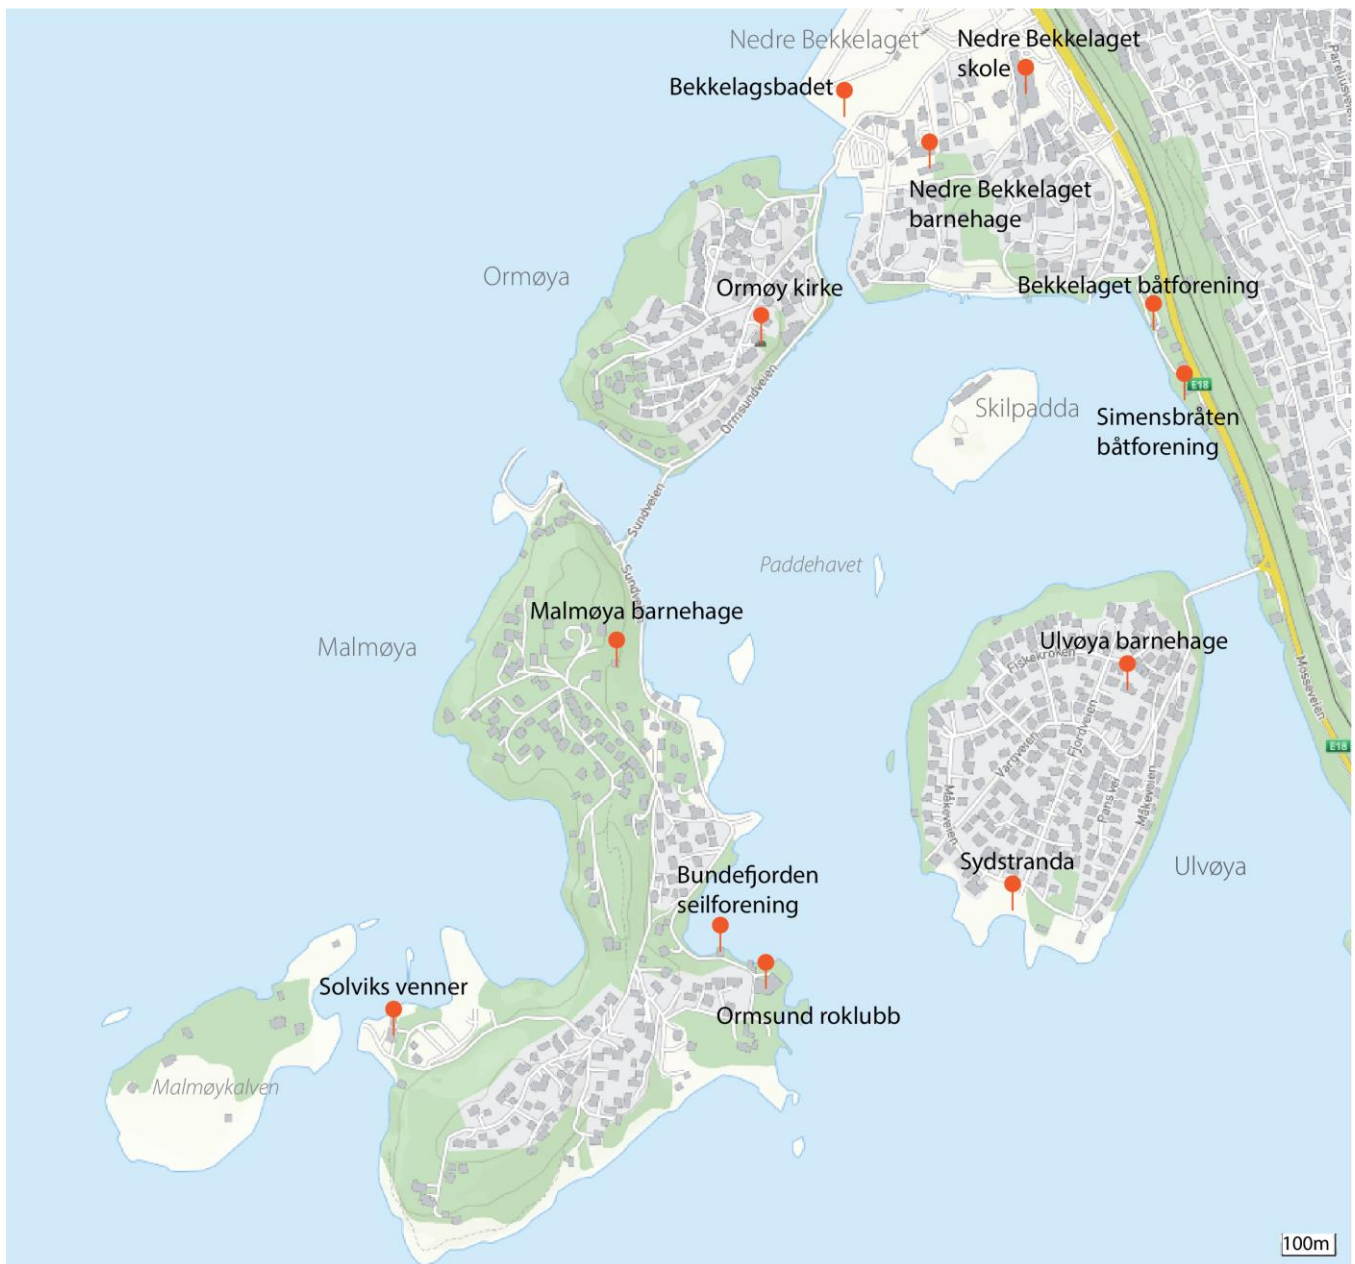 Nedre Bekkelaget
Nedre Bekkelaget
skole
Pareliusveien
Bekkelagsbadet
Nedre Bekkelaget
barnehage
Ormøya
Ormøy kirke
Bekkelaget båtforening
E18
Ormsundveien
Skilpadda
Simensbråten
båtforening
Sundveien
Paddehavet
Malmøya barnehage
Malmøya
Ulvøya barnehage
Fiskekroken
Mosseveien
Fjordveien
Vargveien
E18
Måkeveien
Måkeveien
Sydstranda
Ulvøya
Bundefjorden
seilforening
Solviks venner
Ormsund roklubb
Malmøykalven
100m